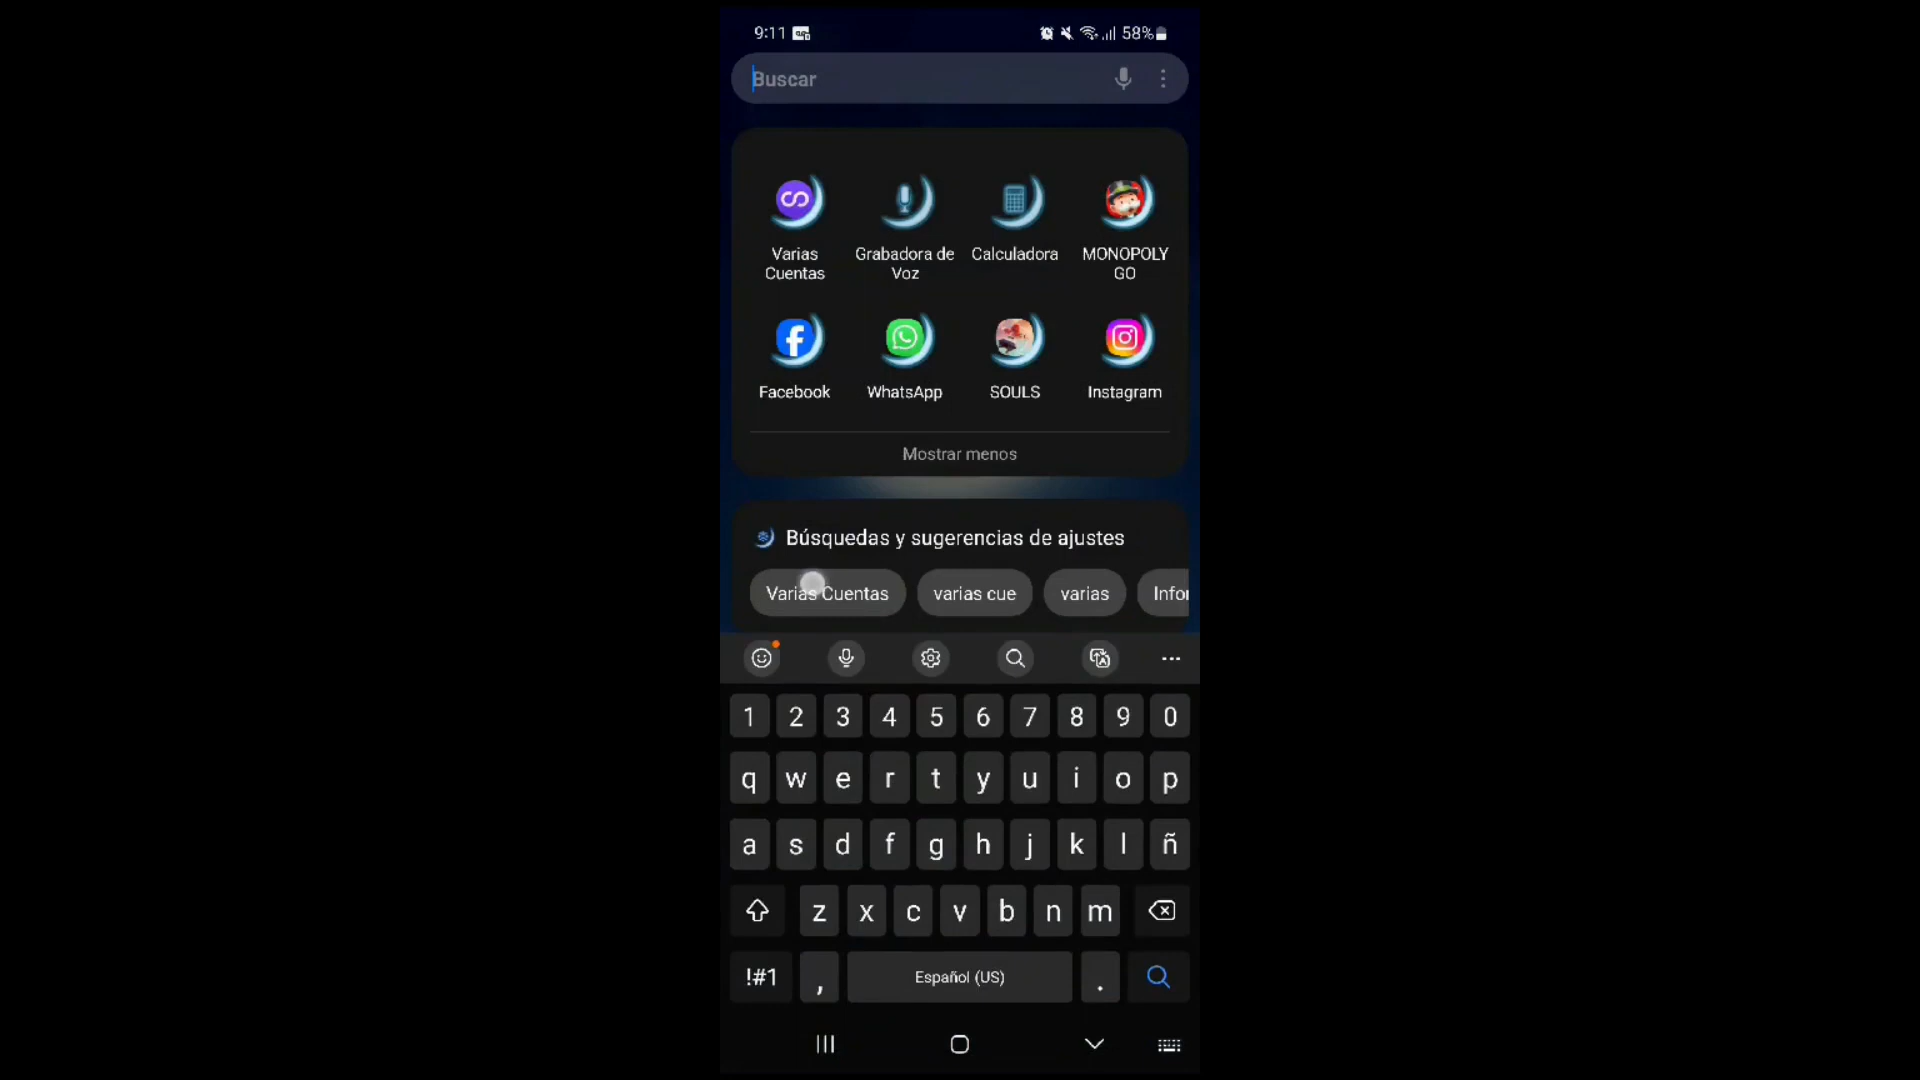 9:11
58%
Buscar
Varias Cuentas
Grabadora de Voz
Calculadora
MONOPOLY GO
Facebook
WhatsApp
SOULS
Instagram
Mostrar menos
Búsquedas y sugerencias de ajustes
Varias Cuentas
varias cue
varias
Infor
1 2 3 4 5 6 7 8 9 0
q w e r t y u i o p
a s d f g h j k l ñ
z x c v b n m
!#1 , Español (US) .